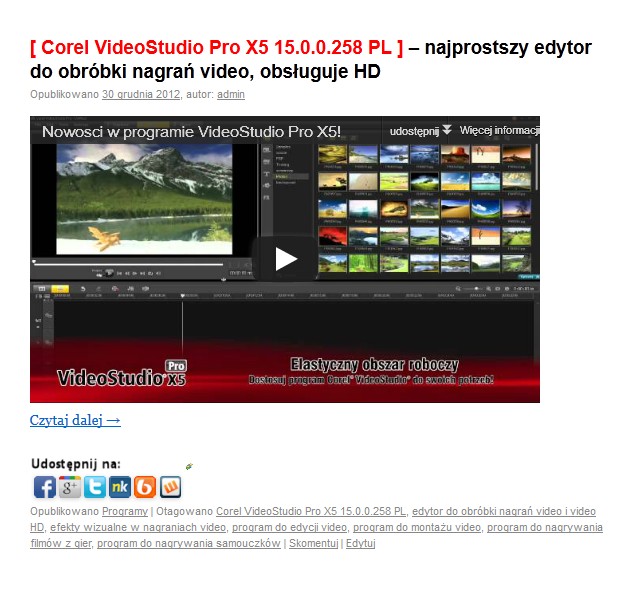 [ Corel VideoStudio Pro X5 15.0.0.258 PL ] – najprostszy edytor
do obróbki nagrań video, obsługuje HD
Opublikowano 30 grudnia 2012, autor: admin
Nowosci w programie VideoStudio Pro X5! udostępnij Więcej informacji
VideoStudio Pro X5
Elastyczny obszar roboczy
Dostosuj program Corel VideoStudio do swoich potrzeb!
Czytaj dalej →
Udostępnij na:
f g+ t nk b
Opublikowano Programy | Otagowano Corel VideoStudio Pro X5 15.0.0.258 PL, edytor do obróbki nagrań video i video
HD, efekty wizualne w nagraniach video, program do edycji video, program do montażu video, program do nagrywania
filmów z gier, program do nagrywania samouczków | Skomentuj | Edytuj